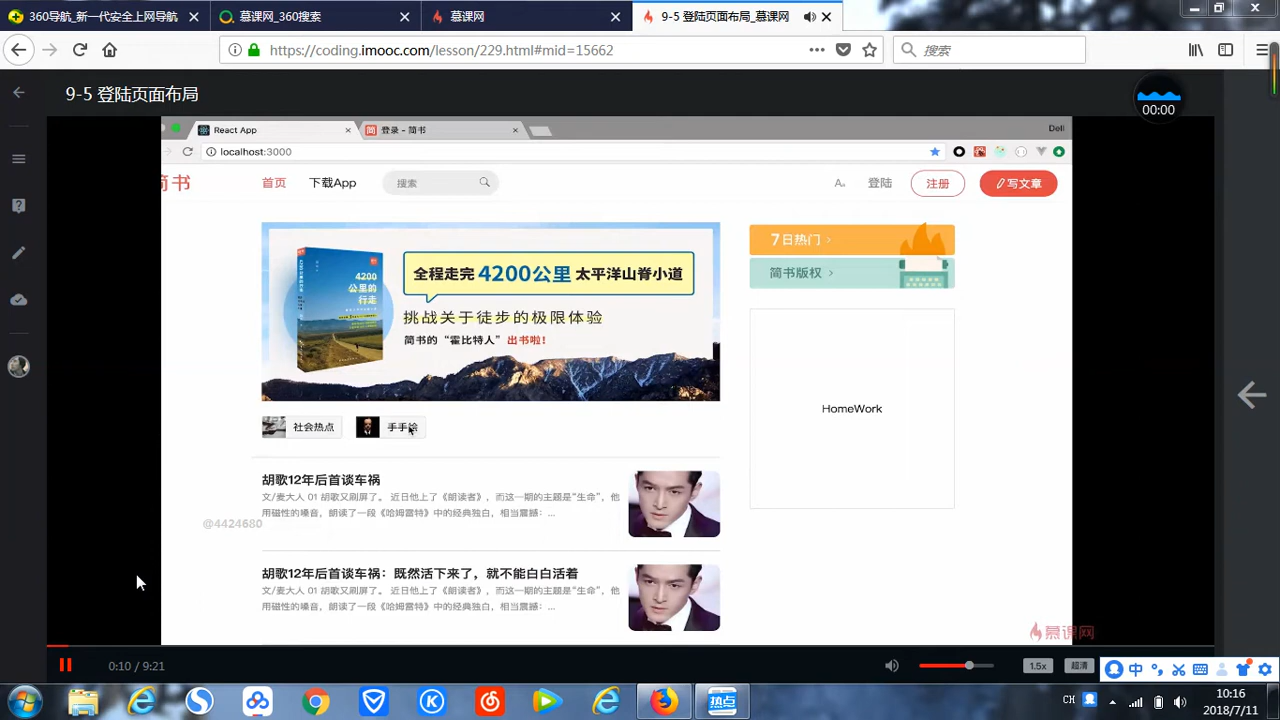 360导航_新一代安全上网导航
慕课网_360搜索
慕课网
9-5 登陆页面布局_慕课网
https://coding.imooc.com/lesson/229.html#mid=15662
搜索
9-5 登陆页面布局
00:00
React App
登录 - 简书
Dell
localhost:3000
简书
首页
下载App
搜索
Aa
登陆
注册
写文章
4200
公里的
行走
全程走完 4200公里 太平洋山脊小道
挑战关于徒步的极限体验
简书的“霍比特人”出书啦!
7日热门 >
简书版权 >
HomeWork
社会热点
手手绘
胡歌12年后首谈车祸
文/麦大人 01 胡歌又刷屏了。 近日他上了《朗读者》,而这一期的主题是“生命”,他
用磁性的嗓音,朗读了一段《哈姆雷特》中的经典独白,相当震撼:...
@4424680
胡歌12年后首谈车祸:既然活下来了,就不能白白活着
文/麦大人 01 胡歌又刷屏了。 近日他上了《朗读者》,而这一期的主题是“生命”,他
用磁性的嗓音,朗读了一段《哈姆雷特》中的经典独白,相当震撼:...
慕课网
0:10 / 9:21
1.5x
超清
中
热点
CH
10:16
2018/7/11